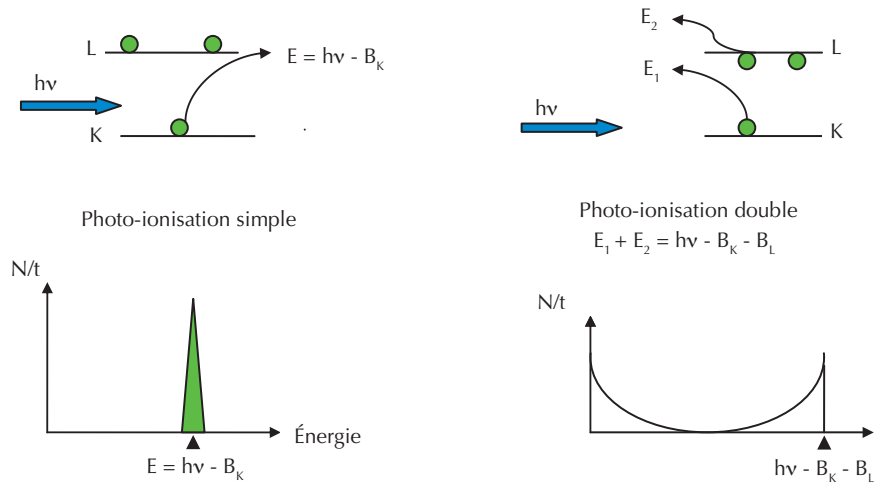 L
E = hν - B_K
hν
K
Photo-ionisation simple
N/t
Énergie
E = hν - B_K
E_2
L
E_1
hν
K
Photo-ionisation double
E_1 + E_2 = hν - B_K - B_L
N/t
hν - B_K - B_L